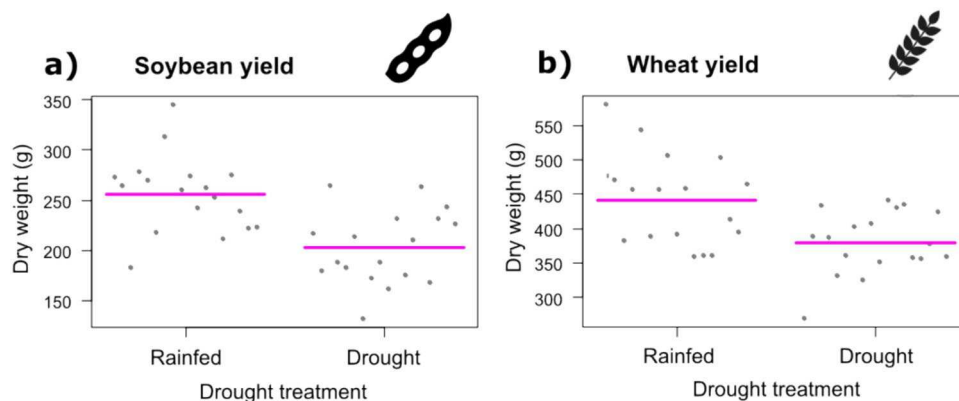 a) Soybean yield
350
300
250
200
150
Dry weight (g)
Rainfed Drought
Drought treatment
b) Wheat yield
550
500
450
400
350
300
Dry weight (g)
Rainfed Drought
Drought treatment